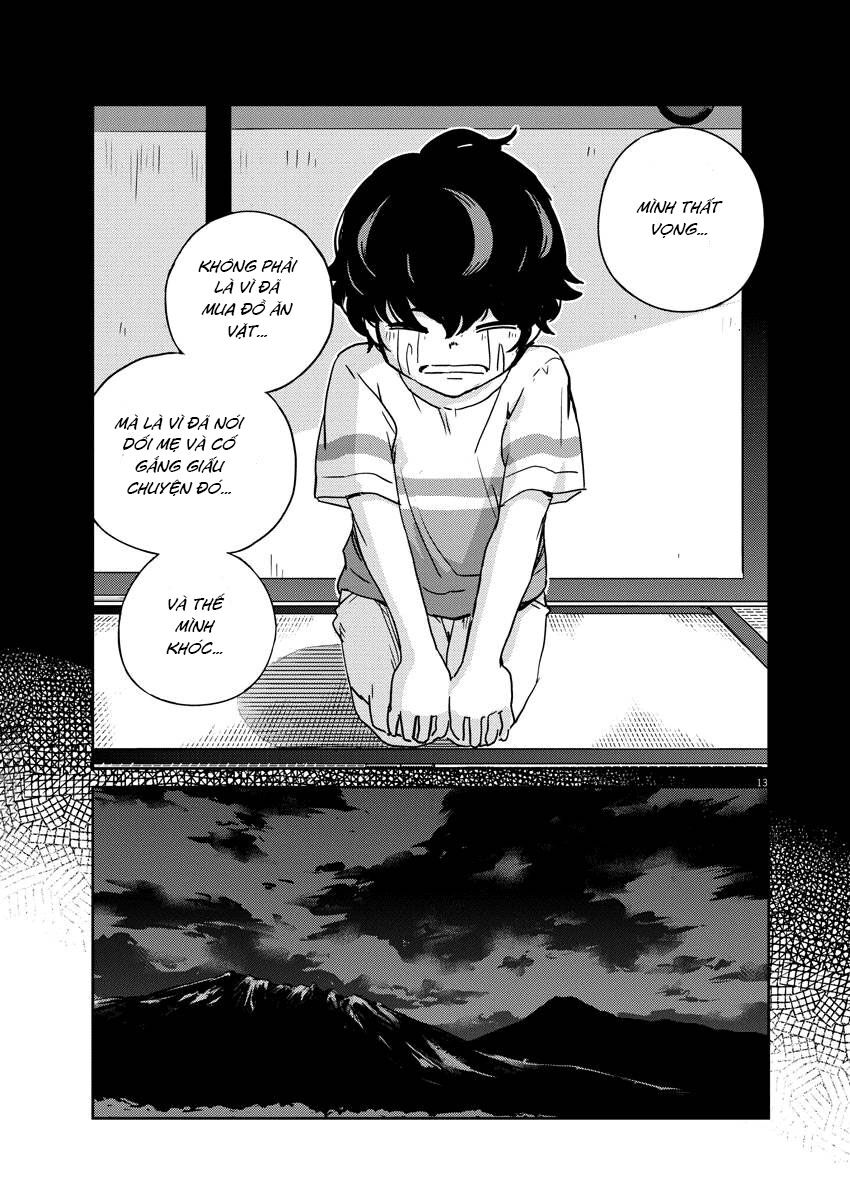 MÌNH THẤT
VỌNG...
KHÔNG PHẢI
LÀ VÌ ĐÃ
MUA ĐỒ ĂN
VẶT...
MÀ LÀ VÌ ĐÃ NÓI
DỐI MẸ VÀ CỐ
GẮNG GIẤU
CHUYỆN ĐÓ...
VÀ THẾ
MÌNH
KHÓC...
13